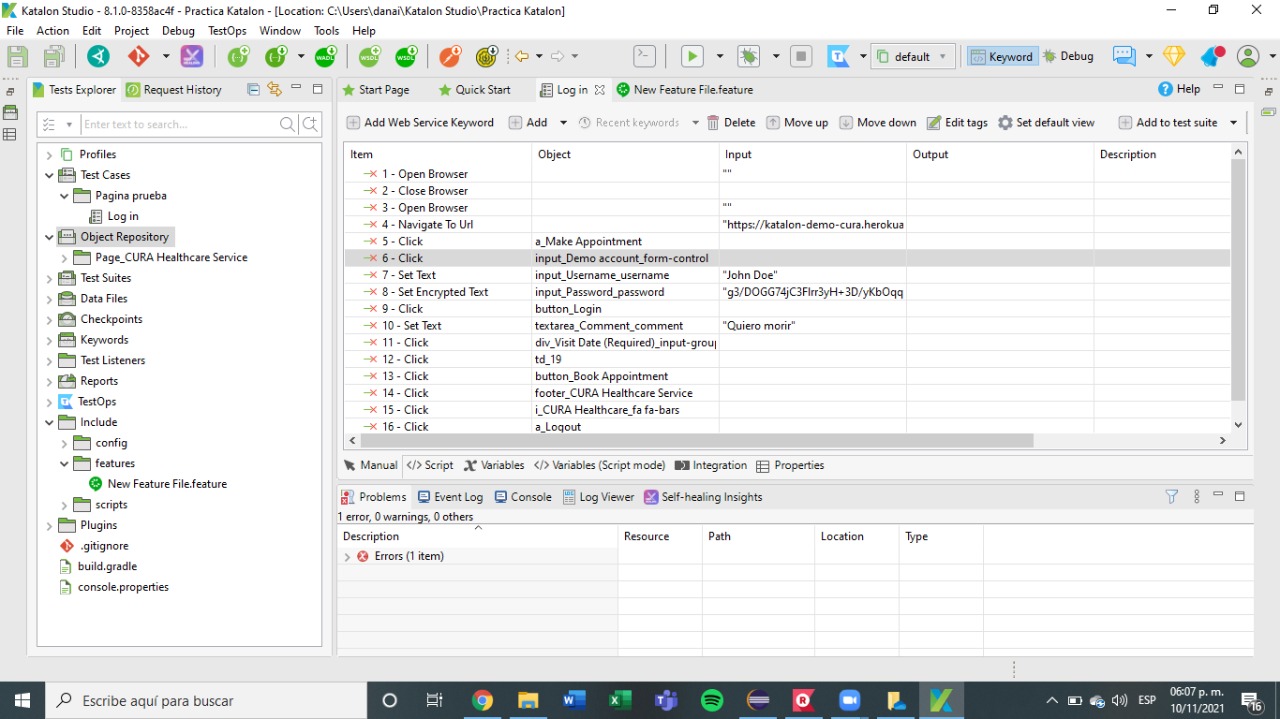 Katalon Studio - 8.1.0-8358ac4f - Practica Katalon - [Location: C:\Users\danai\Katalon Studio\Practica Katalon]
File Action Edit Project Debug TestOps Window Tools Help
WADL WSDL WSDL default Keyword Debug
Tests Explorer Request History
Start Page Quick Start Log in New Feature File.feature Help
Enter text to search...
Add Web Service Keyword Add Recent keywords Delete Move up Move down Edit tags Set default view Add to test suite
Profiles
Test Cases
Pagina prueba
Log in
Object Repository
Page_CURA Healthcare Service
Test Suites
Data Files
Checkpoints
Keywords
Test Listeners
Reports
TestOps
Include
config
features
New Feature File.feature
scripts
Plugins
.gitignore
build.gradle
console.properties
Item Object Input Output Description
1 - Open Browser ""
2 - Close Browser
3 - Open Browser ""
4 - Navigate To Url "https://katalon-demo-cura.herokua
5 - Click a_Make Appointment
6 - Click input_Demo account_form-control
7 - Set Text input_Username_username "John Doe"
8 - Set Encrypted Text input_Password_password "g3/DOGG74jC3FIrr3yH+3D/yKbOqq
9 - Click button_Login
10 - Set Text textarea_Comment_comment "Quiero morir"
11 - Click div_Visit Date (Required)_input-group
12 - Click td_19
13 - Click button_Book Appointment
14 - Click footer_CURA Healthcare Service
15 - Click i_CURA Healthcare_fa fa-bars
16 - Click a_Logout
Manual </> Script Variables </> Variables (Script mode) Integration Properties
Problems Event Log Console Log Viewer Self-healing Insights
1 error, 0 warnings, 0 others
Description Resource Path Location Type
Errors (1 item)
Escribe aquí para buscar
ESP
06:07 p. m.
10/11/2021
16